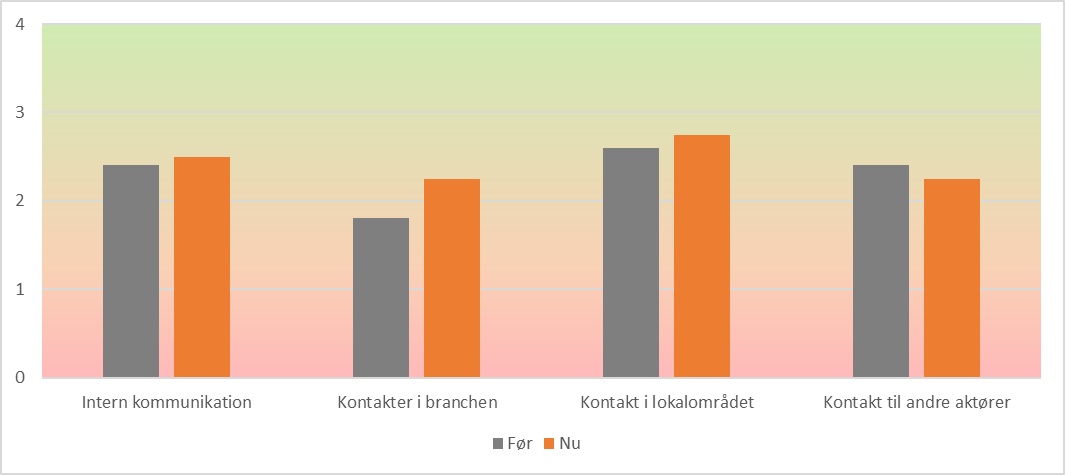 4
3
2
1
0
Intern kommunikation
Kontakter i branchen
Kontakt i lokalområdet
Kontakt til andre aktører
Før
Nu